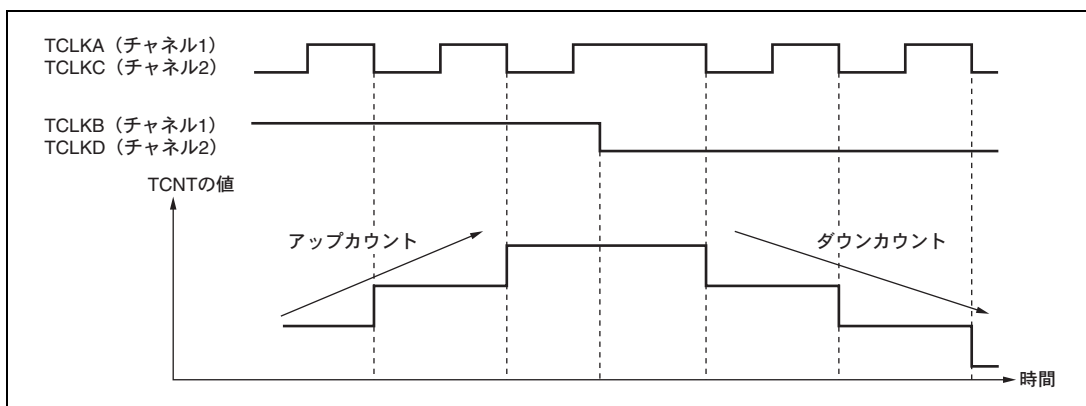 TCLKA（チャネル1）
TCLKC（チャネル2）
TCLKB（チャネル1）
TCLKD（チャネル2）
TCNTの値
アップカウント
ダウンカウント
時間